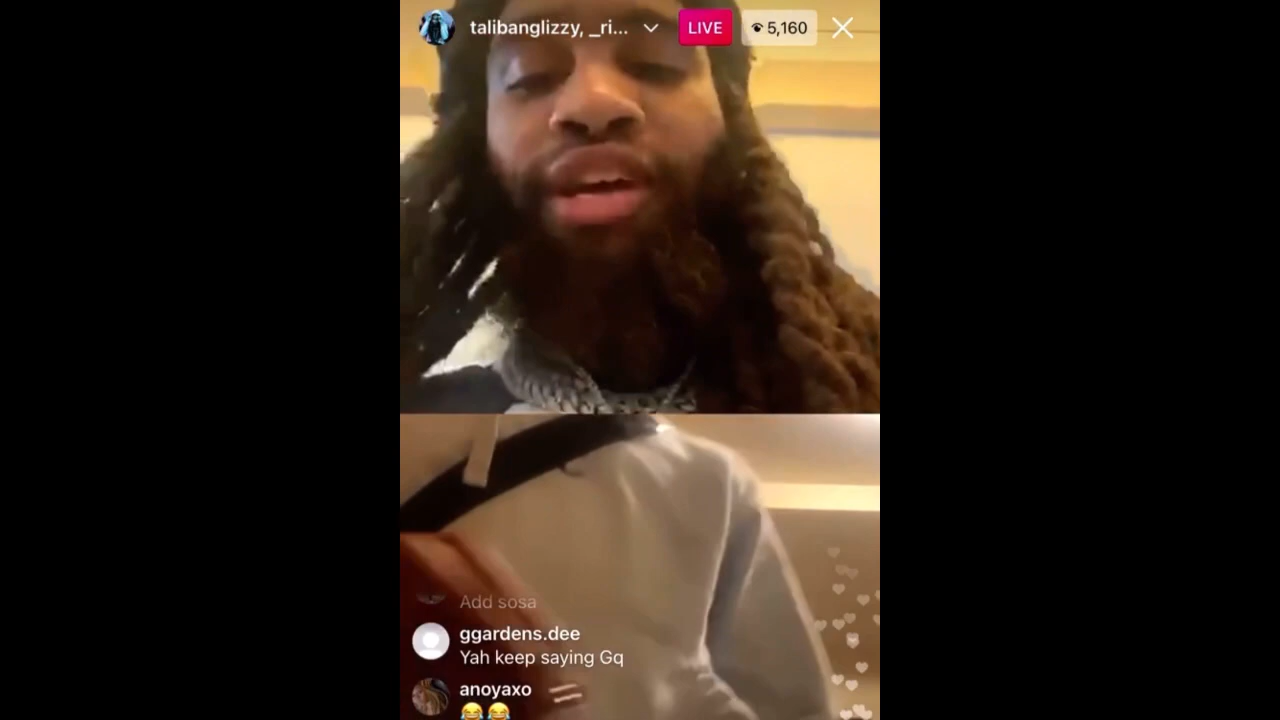 talibanglizzy, _ri...
LIVE
5,160
Add sosa
ggardens.dee
Yah keep saying Gq
anoyaxo
😂😂